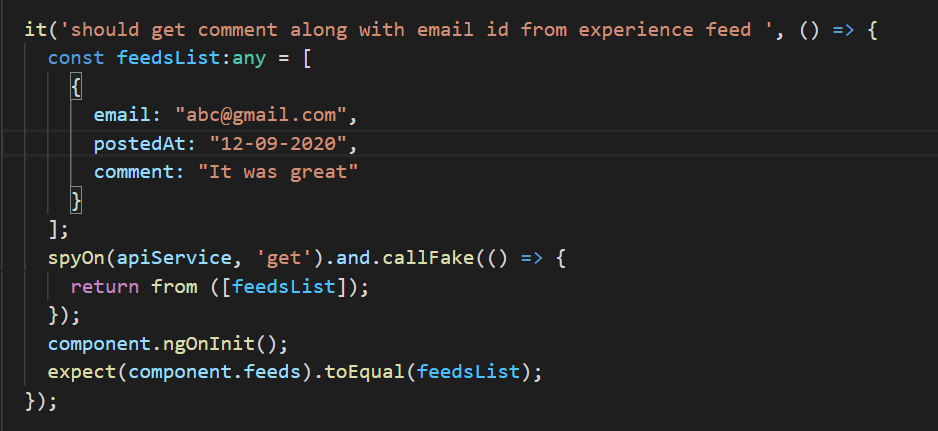 it('should get comment along with email id from experience feed ', () => {
const feedsList:any = [
{
email: "abc@gmail.com",
postedAt: "12-09-2020",
comment: "It was great"
}
];
spyOn(apiService, 'get').and.callFake(() => {
return from ([feedsList]);
});
component.ngOnInit();
expect(component.feeds).toEqual(feedsList);
});